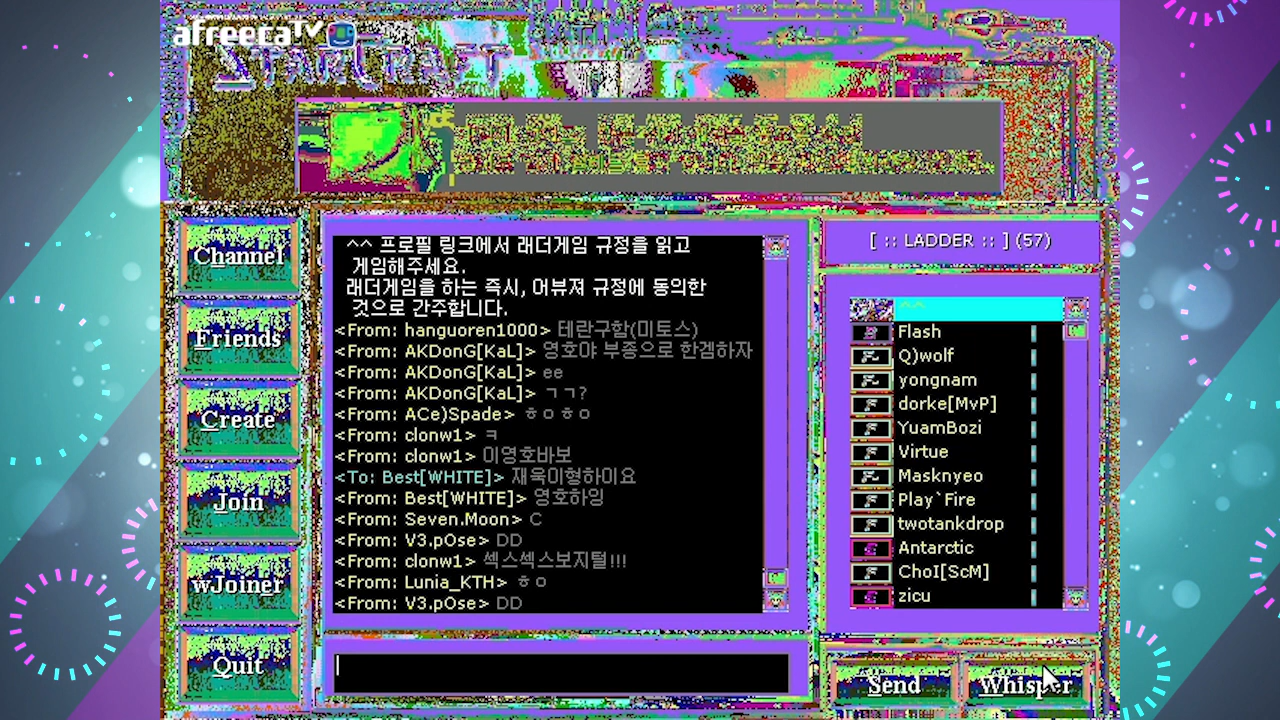 afreecaTV
STARCRAFT
Channel
Friends
Create
Join
wJoiner
Quit
^^ 프로필 링크에서 래더게임 규정을 읽고
게임해주세요.
래더게임을 하는 즉시, 어뷰져 규정에 동의한
것으로 간주합니다.
<From: hanguoren1000> 테란구함(미토스)
<From: AKDonG[KaL]> 영호야 부종으로 한겜하자
<From: AKDonG[KaL]> ee
<From: AKDonG[KaL]> ㄱㄱ?
<From: ACe)Spade> ㅎㅇㅎㅇ
<From: clonw1> ㅋ
<From: clonw1> 이영호바보
<To: Best[WHITE]> 재욱이형하미요
<From: Best[WHITE]> 영호하잉
<From: Seven.Moon> C
<From: V3.pOse> DD
<From: clonw1> 섹스섹스보지털!!!
<From: Lunia_KTH> ㅎㅇ
<From: V3.pOse> DD
[ :: LADDER :: ] (57)
^^
Flash
Q)wolf
yongnam
dorke[MvP]
YuamBozi
Virtue
Masknyeo
Play`Fire
twotankdrop
Antarctic
ChoI[ScM]
zicu
Send
Whisper